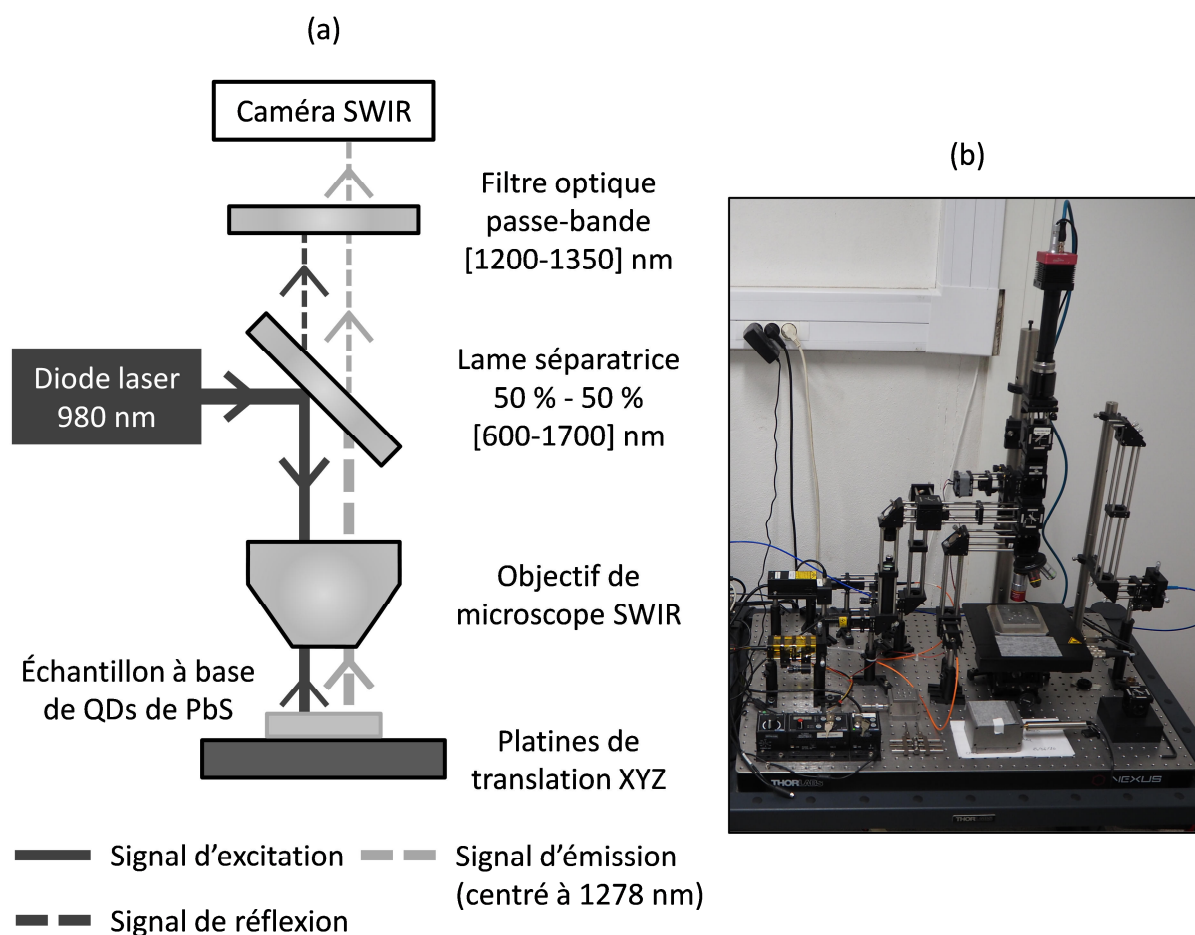 (a)
Caméra SWIR
Filtre optique
passe-bande
[1200-1350] nm
Diode laser
980 nm
Lame séparatrice
50 % - 50 %
[600-1700] nm
Objectif de
microscope SWIR
Échantillon à base
de QDs de PbS
Platines de
translation XYZ
Signal d'excitation
Signal d'émission
(centré à 1278 nm)
Signal de réflexion
(b)
THORLABS
NEXUS
THORLABS